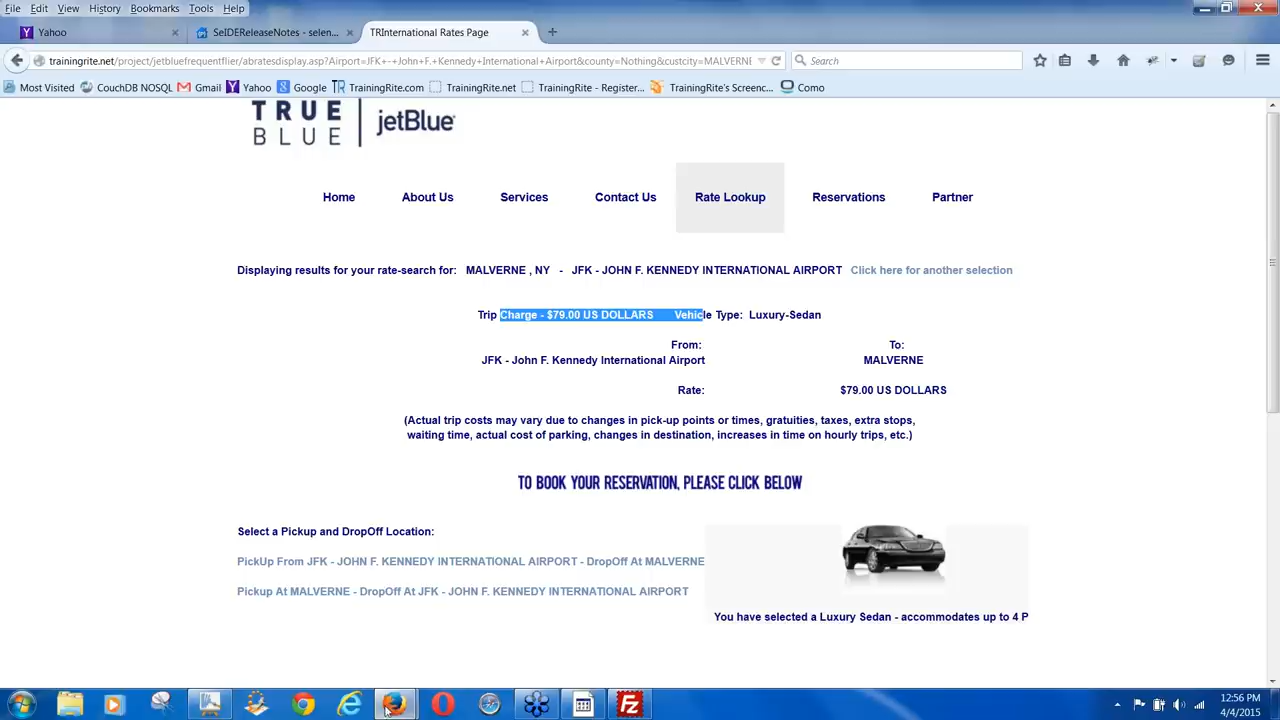 File Edit View History Bookmarks Tools Help
Yahoo × SeIDEReleaseNotes - selen... × TRInternational Rates Page × +
trainingrite.net/project/jetbluefrequentflier/abratesdisplay.asp?Airport=JFK+-+John+F.+Kennedy+International+Airport&county=Nothing&custcity=MALVERNE Search
Most Visited CouchDB NOSQL Gmail Yahoo Google TrainingRite.com TrainingRite.net TrainingRite - Register... TrainingRite's Screenc... Como
TRUE
BLUE
jetBlue
Home About Us Services Contact Us Rate Lookup Reservations Partner
Displaying results for your rate-search for: MALVERNE , NY - JFK - JOHN F. KENNEDY INTERNATIONAL AIRPORT Click here for another selection
Trip Charge - $79.00 US DOLLARS Vehicle Type: Luxury-Sedan
From: To:
JFK - John F. Kennedy International Airport MALVERNE
Rate: $79.00 US DOLLARS
(Actual trip costs may vary due to changes in pick-up points or times, gratuities, taxes, extra stops,
waiting time, actual cost of parking, changes in destination, increases in time on hourly trips, etc.)
TO BOOK YOUR RESERVATION, PLEASE CLICK BELOW
Select a Pickup and DropOff Location:
PickUp From JFK - JOHN F. KENNEDY INTERNATIONAL AIRPORT - DropOff At MALVERNE
Pickup At MALVERNE - DropOff At JFK - JOHN F. KENNEDY INTERNATIONAL AIRPORT
You have selected a Luxury Sedan - accommodates up to 4 P
12:56 PM
4/4/2015